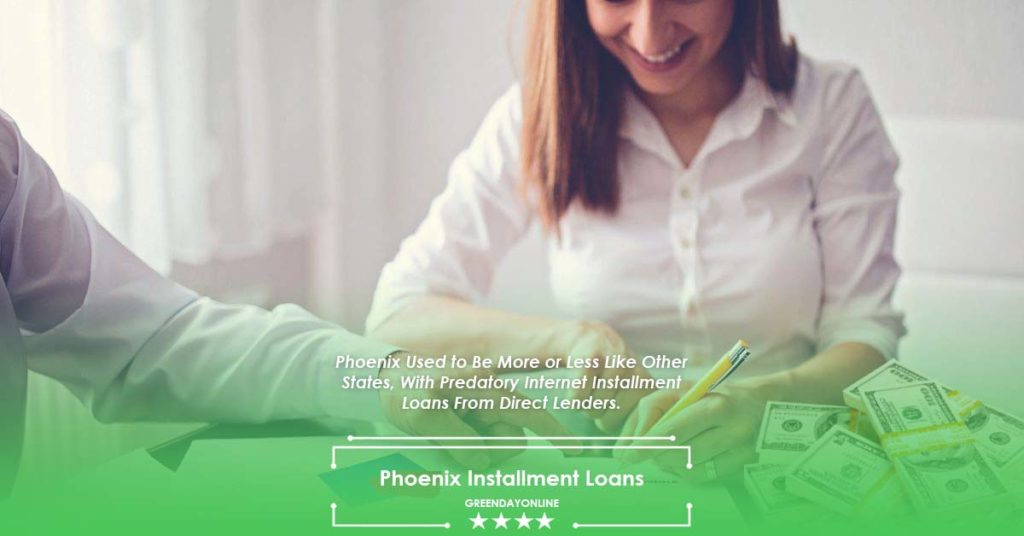 Phoenix Used to Be More or Less Like Other
States, With Predatory Internet Installment
Loans From Direct Lenders.
Phoenix Installment Loans
GREENDAYONLINE